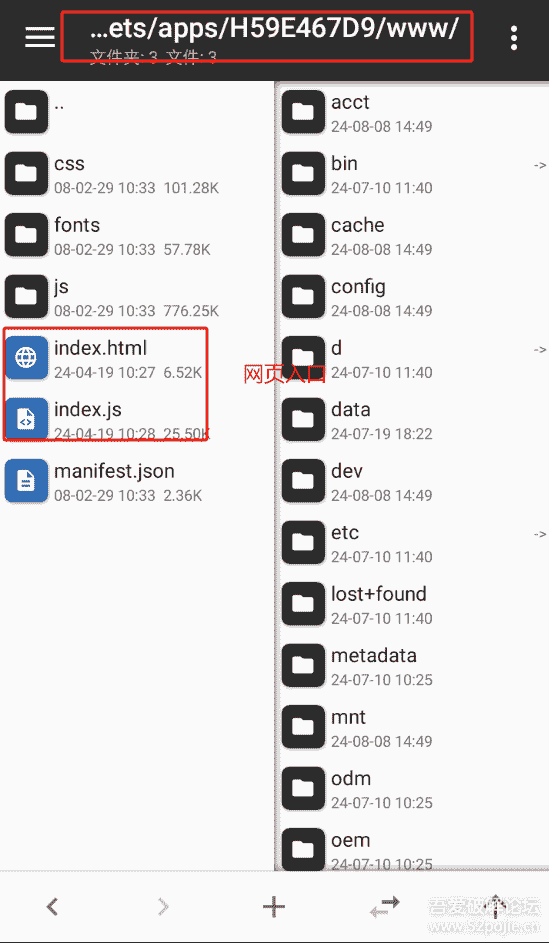 ...ets/apps/H59E467D9/www/
文件夹: 3 文件: 3
..
css
08-02-29 10:33 101.28K
fonts
08-02-29 10:33 57.78K
js
08-02-29 10:33 776.25K
index.html
24-04-19 10:27 6.52K
index.js
24-04-19 10:28 25.50K
manifest.json
08-02-29 10:33 2.36K
网页入口
acct
24-08-08 14:49
bin
->
24-07-10 11:40
cache
24-08-08 14:49
config
24-08-08 14:49
d
->
24-07-10 11:40
data
24-07-19 18:22
dev
24-08-08 14:49
etc
->
24-07-10 11:40
lost+found
24-07-10 11:40
metadata
24-07-10 10:25
mnt
24-08-08 14:49
odm
24-07-10 10:25
oem
24-07-10 10:25
吾爱破解论坛
www.52pojie.cn